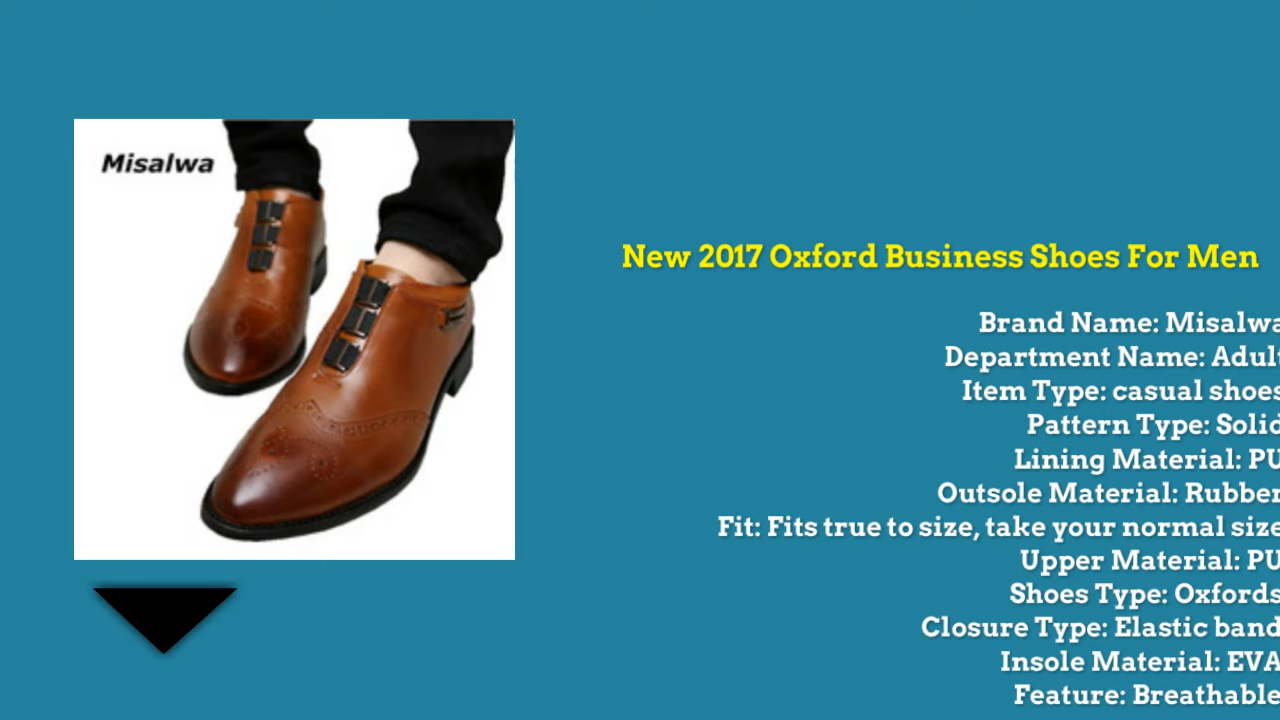 Misalwa
New 2017 Oxford Business Shoes For Men
Brand Name: Misalwa
Department Name: Adult
Item Type: casual shoes
Pattern Type: Solid
Lining Material: PU
Outsole Material: Rubber
Fit: Fits true to size, take your normal size
Upper Material: PU
Shoes Type: Oxfords
Closure Type: Elastic band
Insole Material: EVA
Feature: Breathable